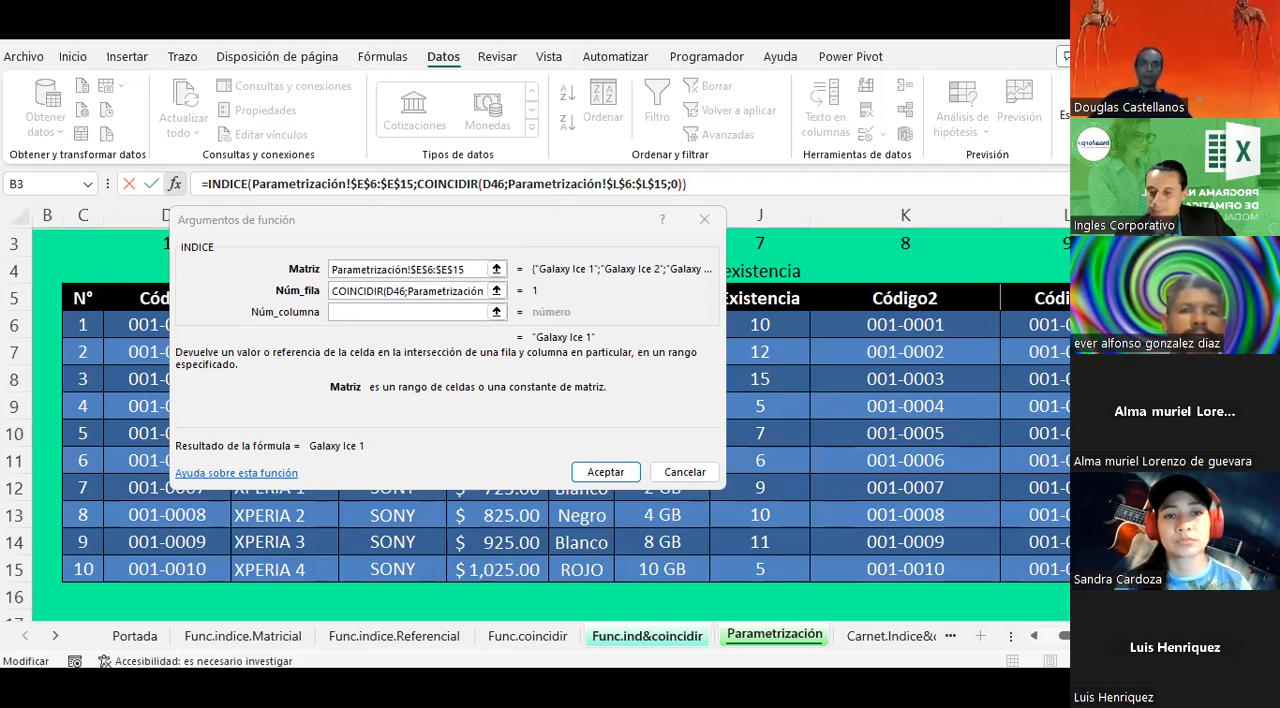 Archivo Inicio Insertar Trazo Disposición de página Fórmulas Datos Revisar Vista Automatizar Programador Ayuda Power Pivot
Obtener datos
Obtener y transformar datos
Actualizar todo
Consultas y conexiones
Propiedades
Editar vínculos
Consultas y conexiones
Cotizaciones Monedas
Tipos de datos
Ordenar
Filtro
Borrar
Volver a aplicar
Avanzadas
Ordenar y filtrar
Texto en columnas
Herramientas de datos
Análisis de hipótesis
Previsión
Previsión
Es
B3 fx =INDICE(Parametrización!$E$6:$E$15;COINCIDIR(D46;Parametrización!$L$6:$L$15;0))
B C D J K L
3 1 7 8 9
4 existencia
5 N° Cód Existencia Código2 Códi
6 1 001-0 10 001-0001 001-0
7 2 001-0 12 001-0002 001-0
8 3 001-0 15 001-0003 001-0
9 4 001-0 5 001-0004 001-0
10 5 001-0 7 001-0005 001-0
11 6 001-0 6 001-0006 001-0
12 7 001-0007 XPERIA 1 SONY $ 725.00 Blanco 2 GB 9 001-0007 001-0
13 8 001-0008 XPERIA 2 SONY $ 825.00 Negro 4 GB 10 001-0008 001-0
14 9 001-0009 XPERIA 3 SONY $ 925.00 Blanco 8 GB 11 001-0009 001-0
15 10 001-0010 XPERIA 4 SONY $ 1,025.00 ROJO 10 GB 5 001-0010 001-0
16
Argumentos de función ?
INDICE
Matriz Parametrización!$E$6:$E$15 = {"Galaxy Ice 1";"Galaxy Ice 2";"Galaxy ...
Núm_fila COINCIDIR(D46;Parametrización = 1
Núm_columna = número
= "Galaxy Ice 1"
Devuelve un valor o referencia de la celda en la intersección de una fila y columna en particular, en un rango
especificado.
Matriz es un rango de celdas o una constante de matriz.
Resultado de la fórmula = Galaxy Ice 1
Ayuda sobre esta función
Aceptar Cancelar
Portada Func.indice.Matricial Func.indice.Referencial Func.coincidir Func.ind&coincidir Parametrización Carnet.Indice&c ...
Modificar Accesibilidad: es necesario investigar
Douglas Castellanos
PROGRAMA NA
DE OFIMATICA
MODAL
Ingles Corporativo
ever alfonso gonzalez diaz
Alma muriel Lore...
Alma muriel Lorenzo de guevara
Sandra Cardoza
Luis Henriquez
Luis Henriquez